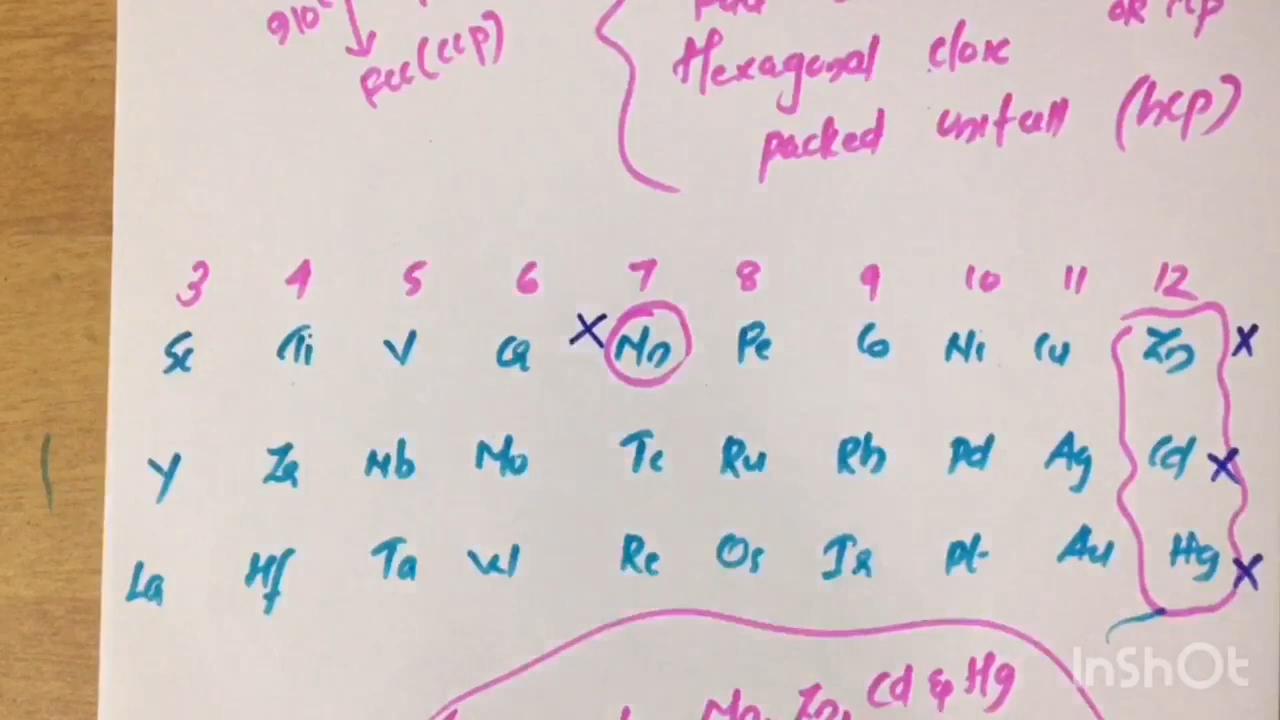 910°
FCC(ccp) or hcp
Hexagonal close
packed unit cell (hcp)
3 4 5 6 7 8 9 10 11 12
Sc Ti V Cr X Mn Fe Co Ni Cu Zn X
Y Zr Nb Mo Tc Ru Rh Pd Ag Cd X
La Hf Ta W Re Os Ir Pt Au Hg X
Mn, Zn, Cd & Hg
InShOt